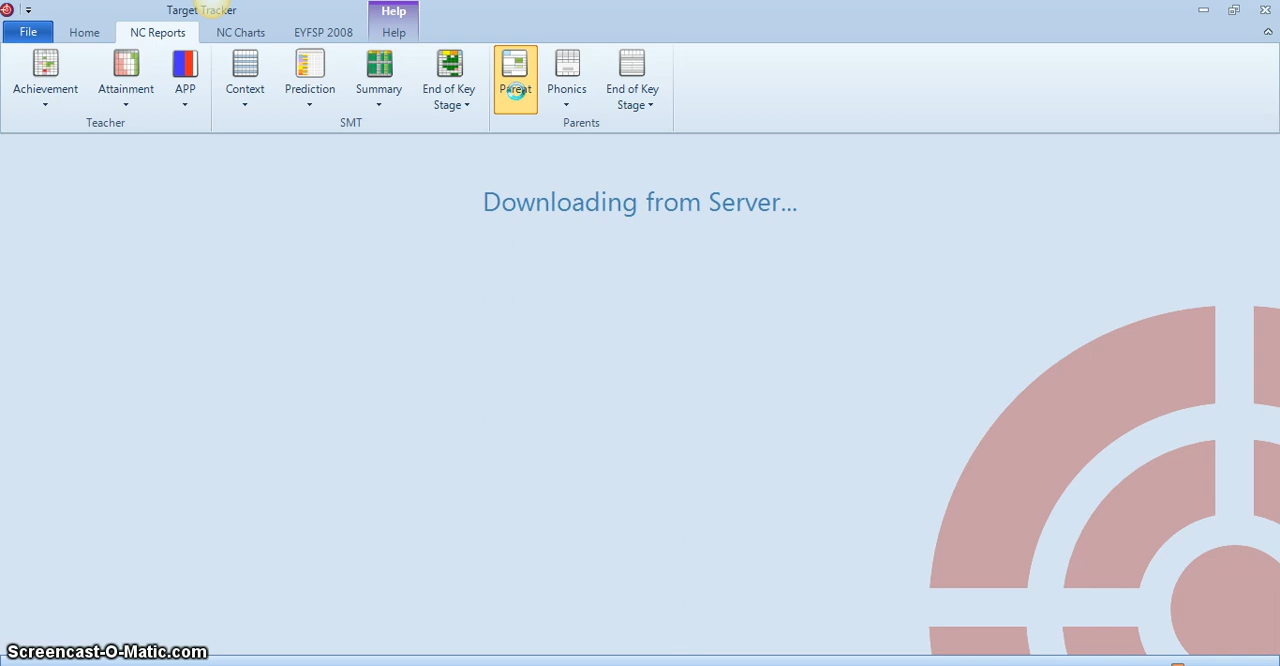 Target Tracker
Help
File
Home
NC Reports
NC Charts
EYFSP 2008
Help
Achievement
Attainment
APP
Context
Prediction
Summary
End of Key
Stage
Parent
Phonics
End of Key
Stage
Teacher
SMT
Parents
Downloading from Server...
Screencast-O-Matic.com